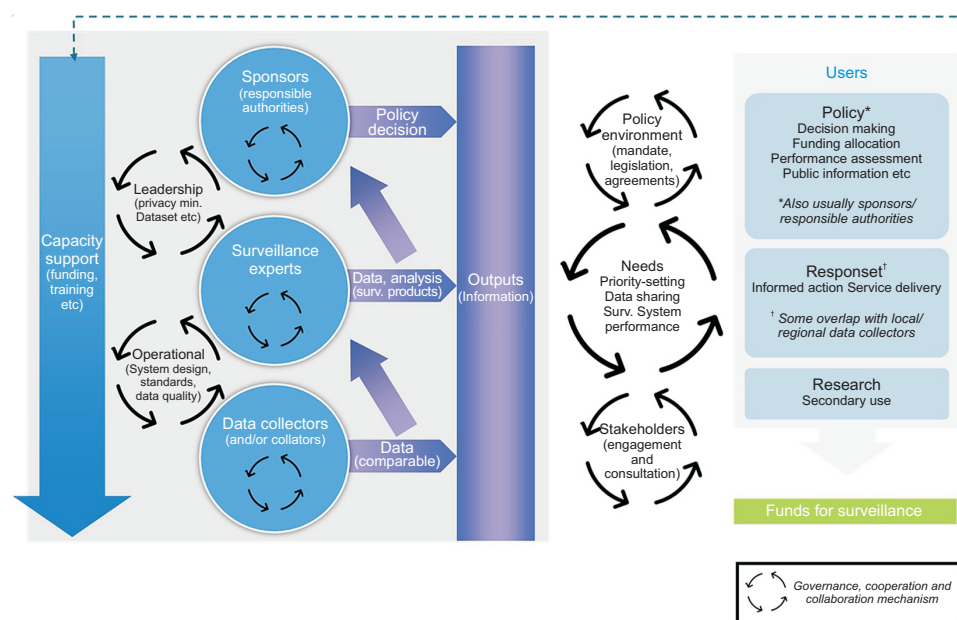 Sponsors
(responsible
authorities)
Policy
decision
Leadership
(privacy min.
Dataset etc)
Capacity
support
(funding,
training
etc)
Surveillance
experts
Data, analysis
(surv. products)
Outputs
(Information)
Operational
(System design,
standards,
data quality)
Data collectors
(and/or collators)
Data
(comparable)
Policy
environment
(mandate,
legislation,
agreements)
Needs
Priority-setting
Data sharing
Surv. System
performance
Stakeholders
(engagement
and
consultation)
Users
Policy*
Decision making
Funding allocation
Performance assessment
Public information etc
*Also usually sponsors/
responsible authorities
Responset†
Informed action Service delivery
† Some overlap with local/
regional data collectors
Research
Secondary use
Funds for surveillance
Governance, cooperation and
collaboration mechanism